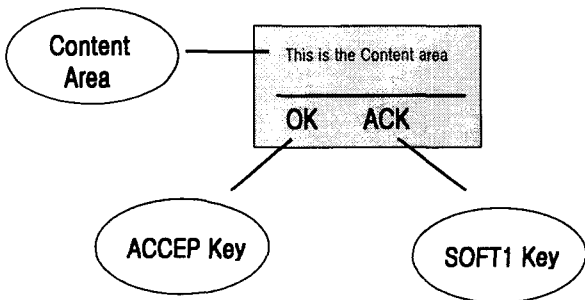 Content
Area
This is the Content area
OK ACK
ACCEP Key
SOFT1 Key